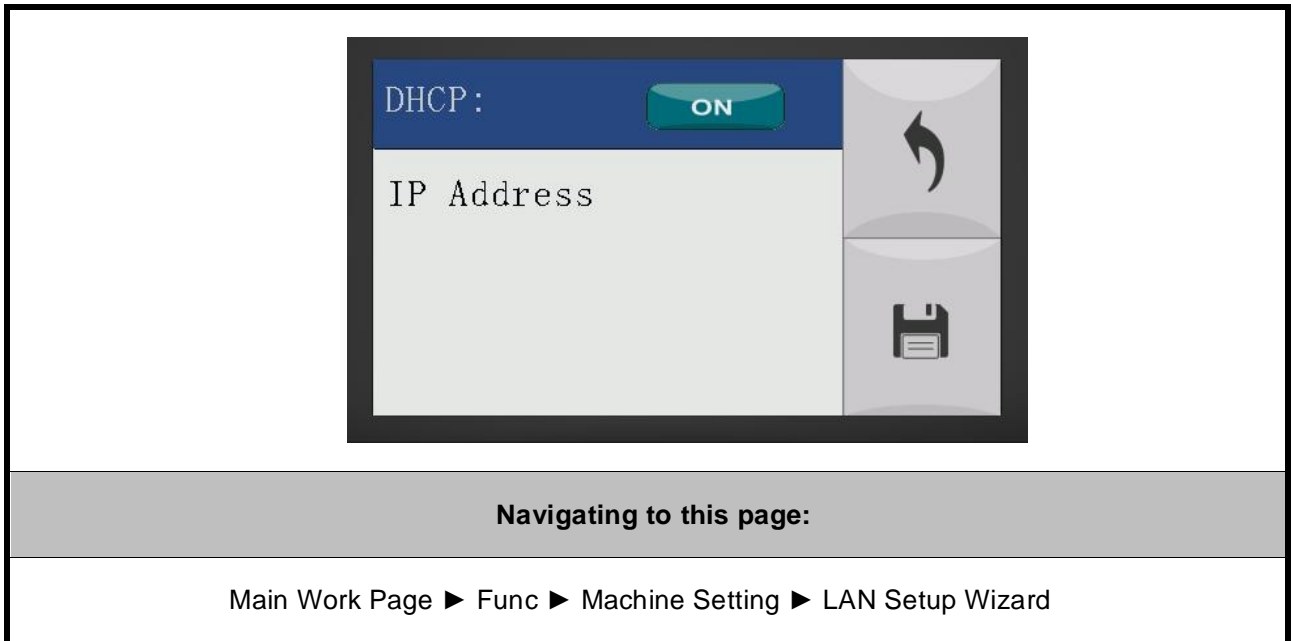 DHCP: ON
IP Address
Navigating to this page:
Main Work Page ► Func ► Machine Setting ► LAN Setup Wizard